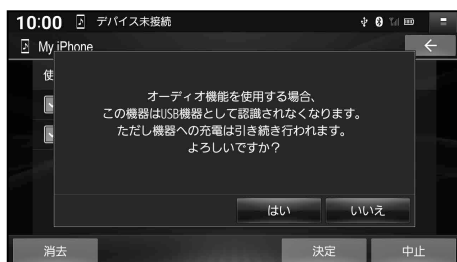 10:00 デバイス未接続
My iPhone
使
オーディオ機能を使用する場合、
この機器はUSB機器として認識されなくなります。
ただし機器への充電は引き続き行われます。
よろしいですか？
はい いいえ
消去 決定 中止